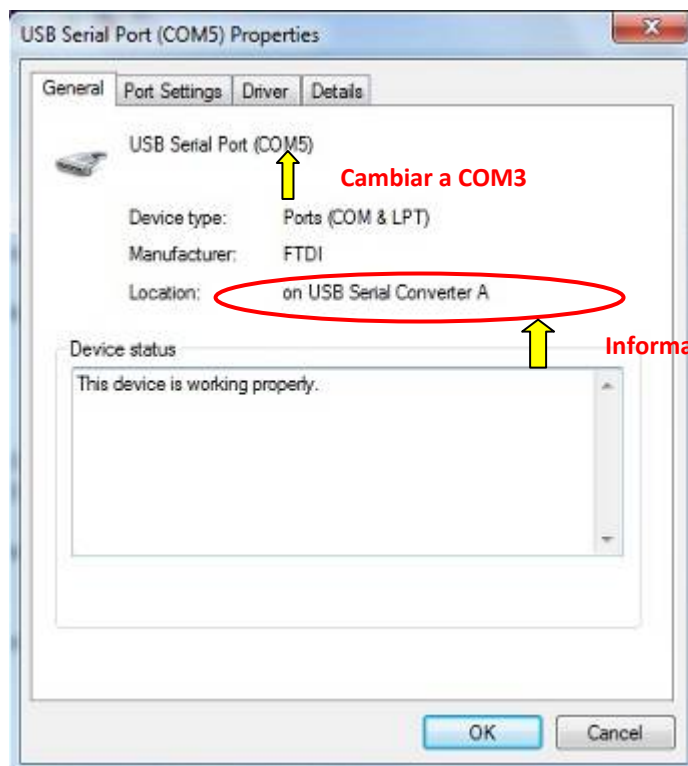 USB Serial Port (COM5) Properties
General Port Settings Driver Details
USB Serial Port (COM5)
Cambiar a COM3
Device type: Ports (COM & LPT)
Manufacturer: FTDI
Location: on USB Serial Converter A
Informa
Device status
This device is working properly.
OK Cancel